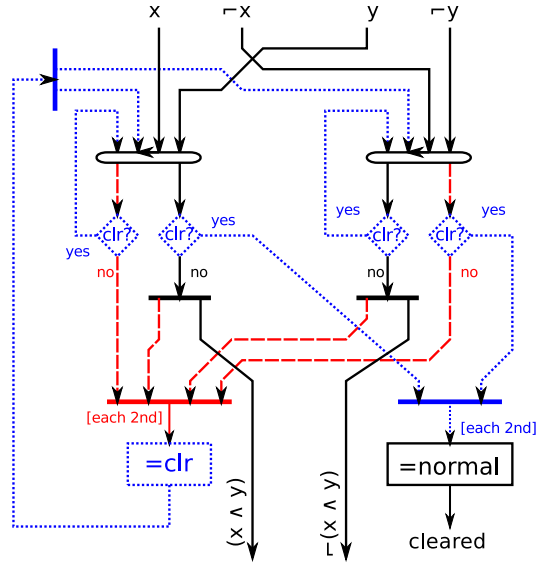 x
⌐x
y
⌐y
clr?
clr?
clr?
clr?
yes
yes
yes
yes
no
no
no
no
[each 2nd]
[each 2nd]
=clr
=normal
(x ∧ y)
⌐(x ∧ y)
cleared